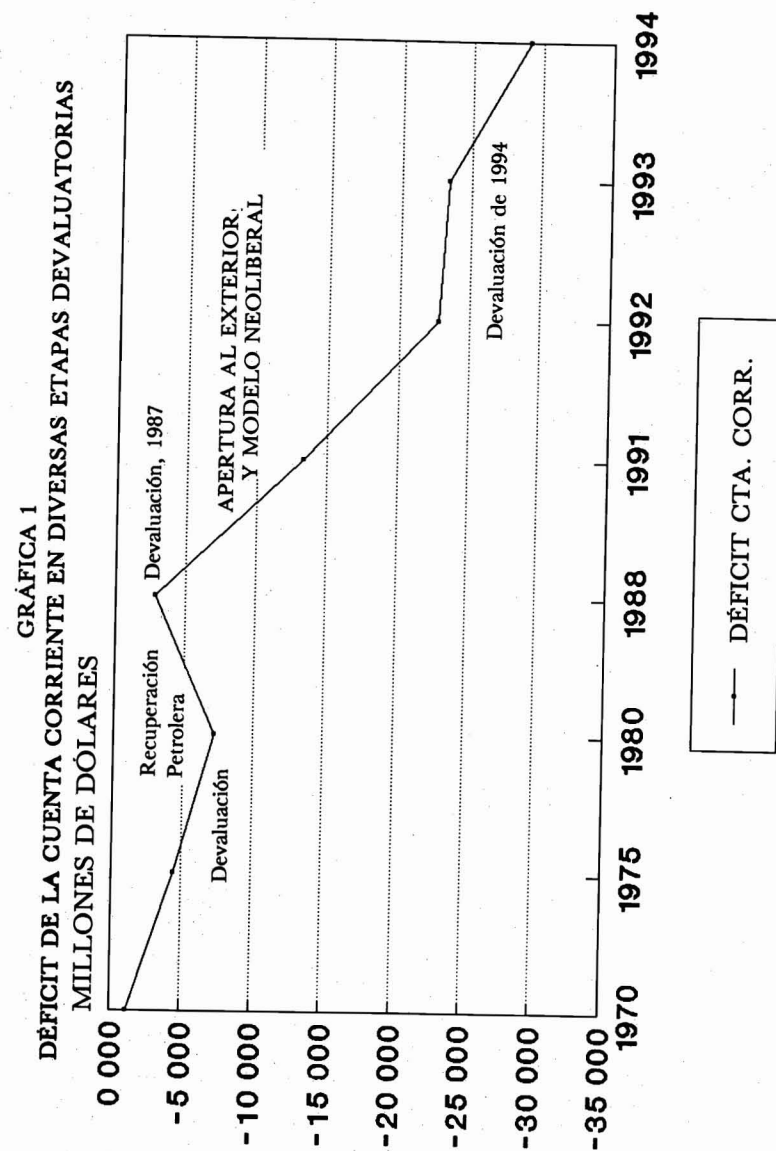 GRÁFICA 1
DÉFICIT DE LA CUENTA CORRIENTE EN DIVERSAS ETAPAS DEVALUATORIAS
MILLONES DE DÓLARES
0 000
-5 000
-10 000
-15 000
-20 000
-25 000
-30 000
-35 000
Recuperación
Petrolera
Devaluación
Devaluación, 1987
APERTURA AL EXTERIOR,
Y MODELO NEOLIBERAL
Devaluación de 1994
1970
1975
1980
1988
1991
1992
1993
1994
DÉFICIT CTA. CORR.